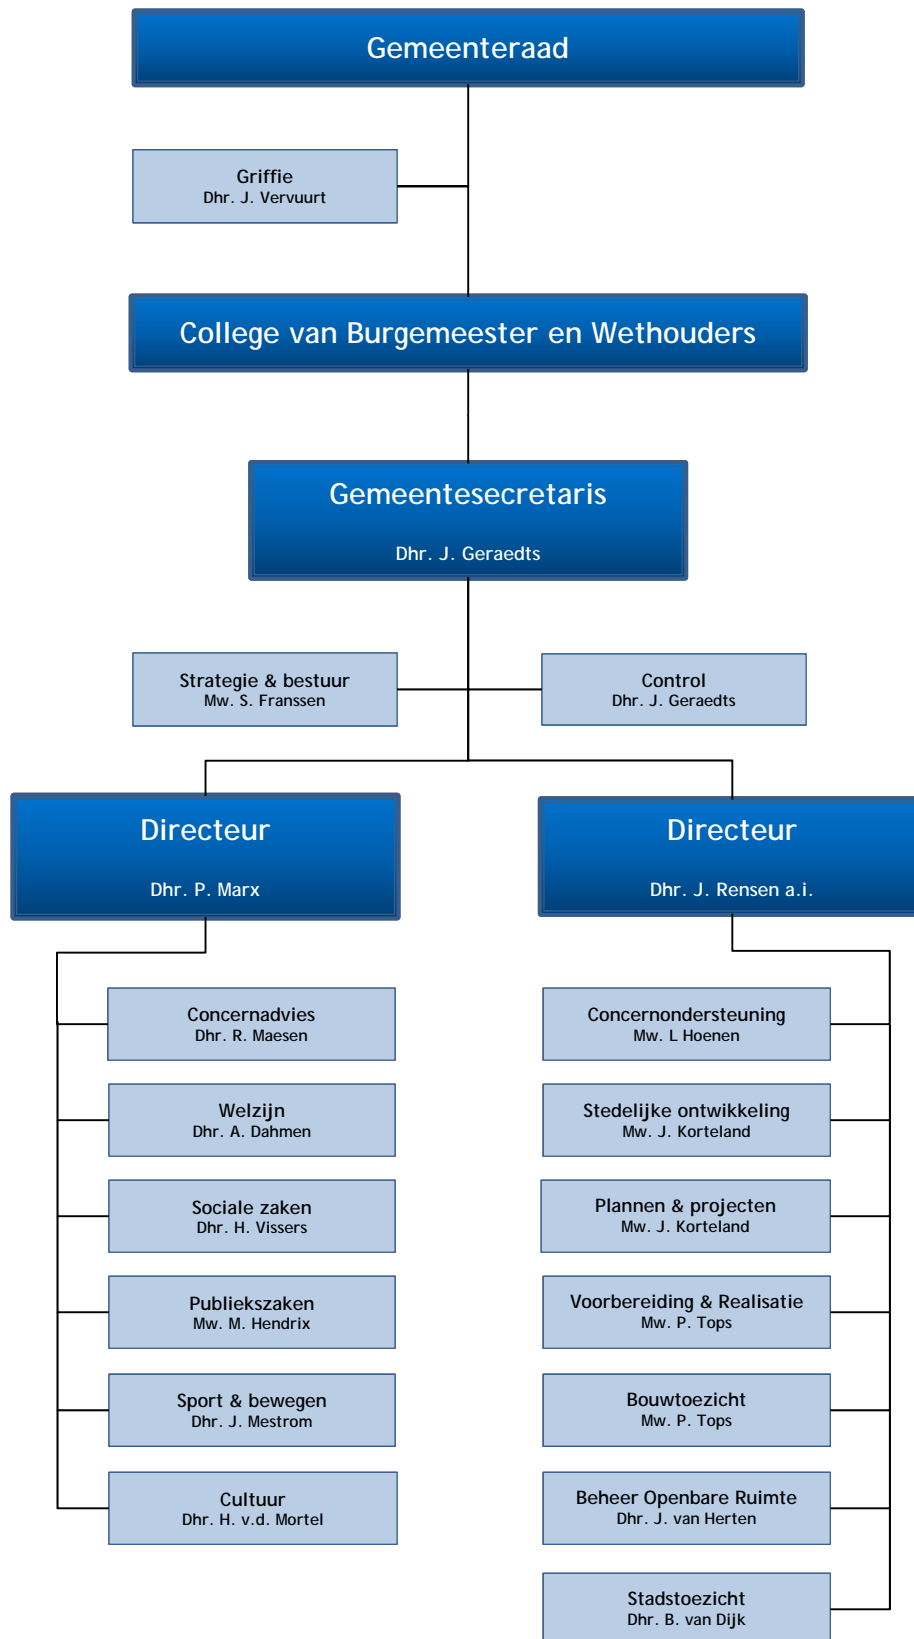 Gemeenteraad
Griffie
Dhr. J. Vervuurt
College van Burgemeester en Wethouders
Gemeentesecretaris
Dhr. J. Geraedts
Strategie & bestuur
Mw. S. Franssen
Control
Dhr. J. Geraedts
Directeur
Dhr. P. Marx
Directeur
Dhr. J. Rensen a.i.
Concernadvies
Dhr. R. Maesen
Welzijn
Dhr. A. Dahmen
Sociale zaken
Dhr. H. Vissers
Publiekszaken
Mw. M. Hendrix
Sport & bewegen
Dhr. J. Mestrom
Cultuur
Dhr. H. v.d. Mortel
Concernondersteuning
Mw. L Hoenen
Stedelijke ontwikkeling
Mw. J. Korteland
Plannen & projecten
Mw. J. Korteland
Voorbereiding & Realisatie
Mw. P. Tops
Bouwtoezicht
Mw. P. Tops
Beheer Openbare Ruimte
Dhr. J. van Herten
Stadstoezicht
Dhr. B. van Dijk